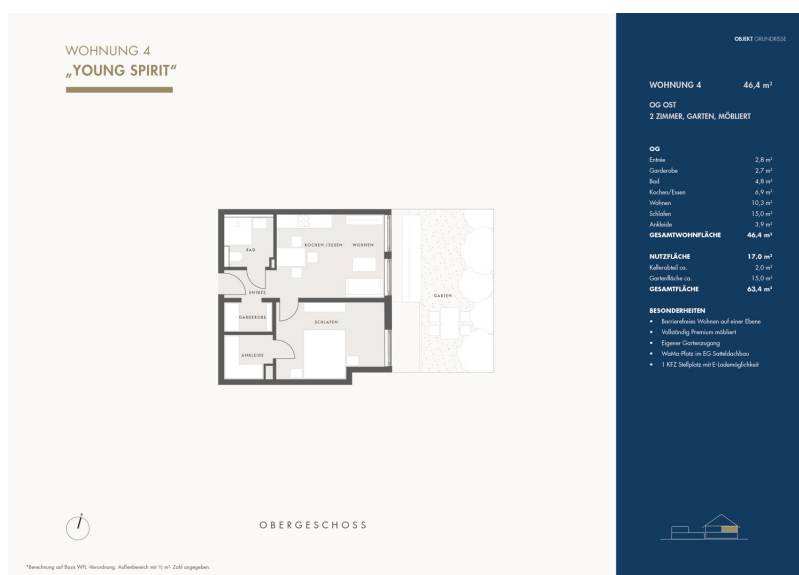 WOHNUNG 4
„YOUNG SPIRIT“
BAD
KOCHEN /ESSEN WOHNEN
ENTRÉE
GARDEROBE
SCHLAFEN
ANKLEIDE
GARTEN
OBERGESCHOSS
*Berechnung auf Basis WFL -Verordnung. Außenbereich mit ½ m²- Zahl angegeben.
OBJEKT GRUNDRISSE
WOHNUNG 4 46,4 m²
OG OST
2 ZIMMER, GARTEN, MÖBLIERT
OG
Entrée 2,8 m²
Garderobe 2,7 m²
Bad 4,8 m²
Kochen/Essen 6,9 m²
Wohnen 10,3 m²
Schlafen 15,0 m²
Ankleide 3,9 m²
GESAMTWOHNFLÄCHE 46,4 m²
NUTZFLÄCHE 17,0 m²
Kellerabteil ca. 2,0 m²
Gartenfläche ca. 15,0 m²
GESAMTFLÄCHE 63,4 m²
BESONDERHEITEN
• Barrierefreies Wohnen auf einer Ebene
• Vollständig Premium möbliert
• Eigener Gartenzugang
• WaMa-Platz im EG Satteldachbau
• 1 KFZ Stellplatz mit E-Lademöglichkeit